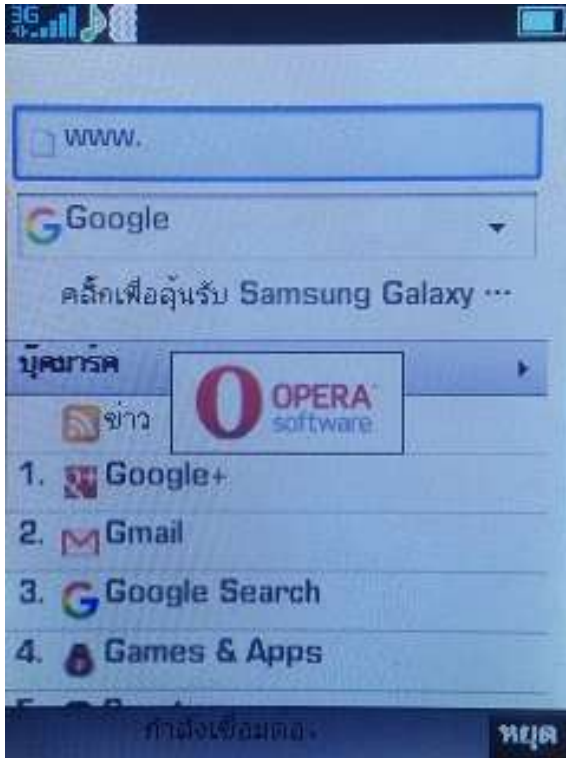 3G
www.
Google
คลิ๊กเพื่อลุ้นรับ Samsung Galaxy ...
บุ๊คมาร์ค
OPERA
software
ข่าว
1. Google+
2. Gmail
3. Google Search
4. Games & Apps
กำลังเชื่อมต่อ.
หยุด